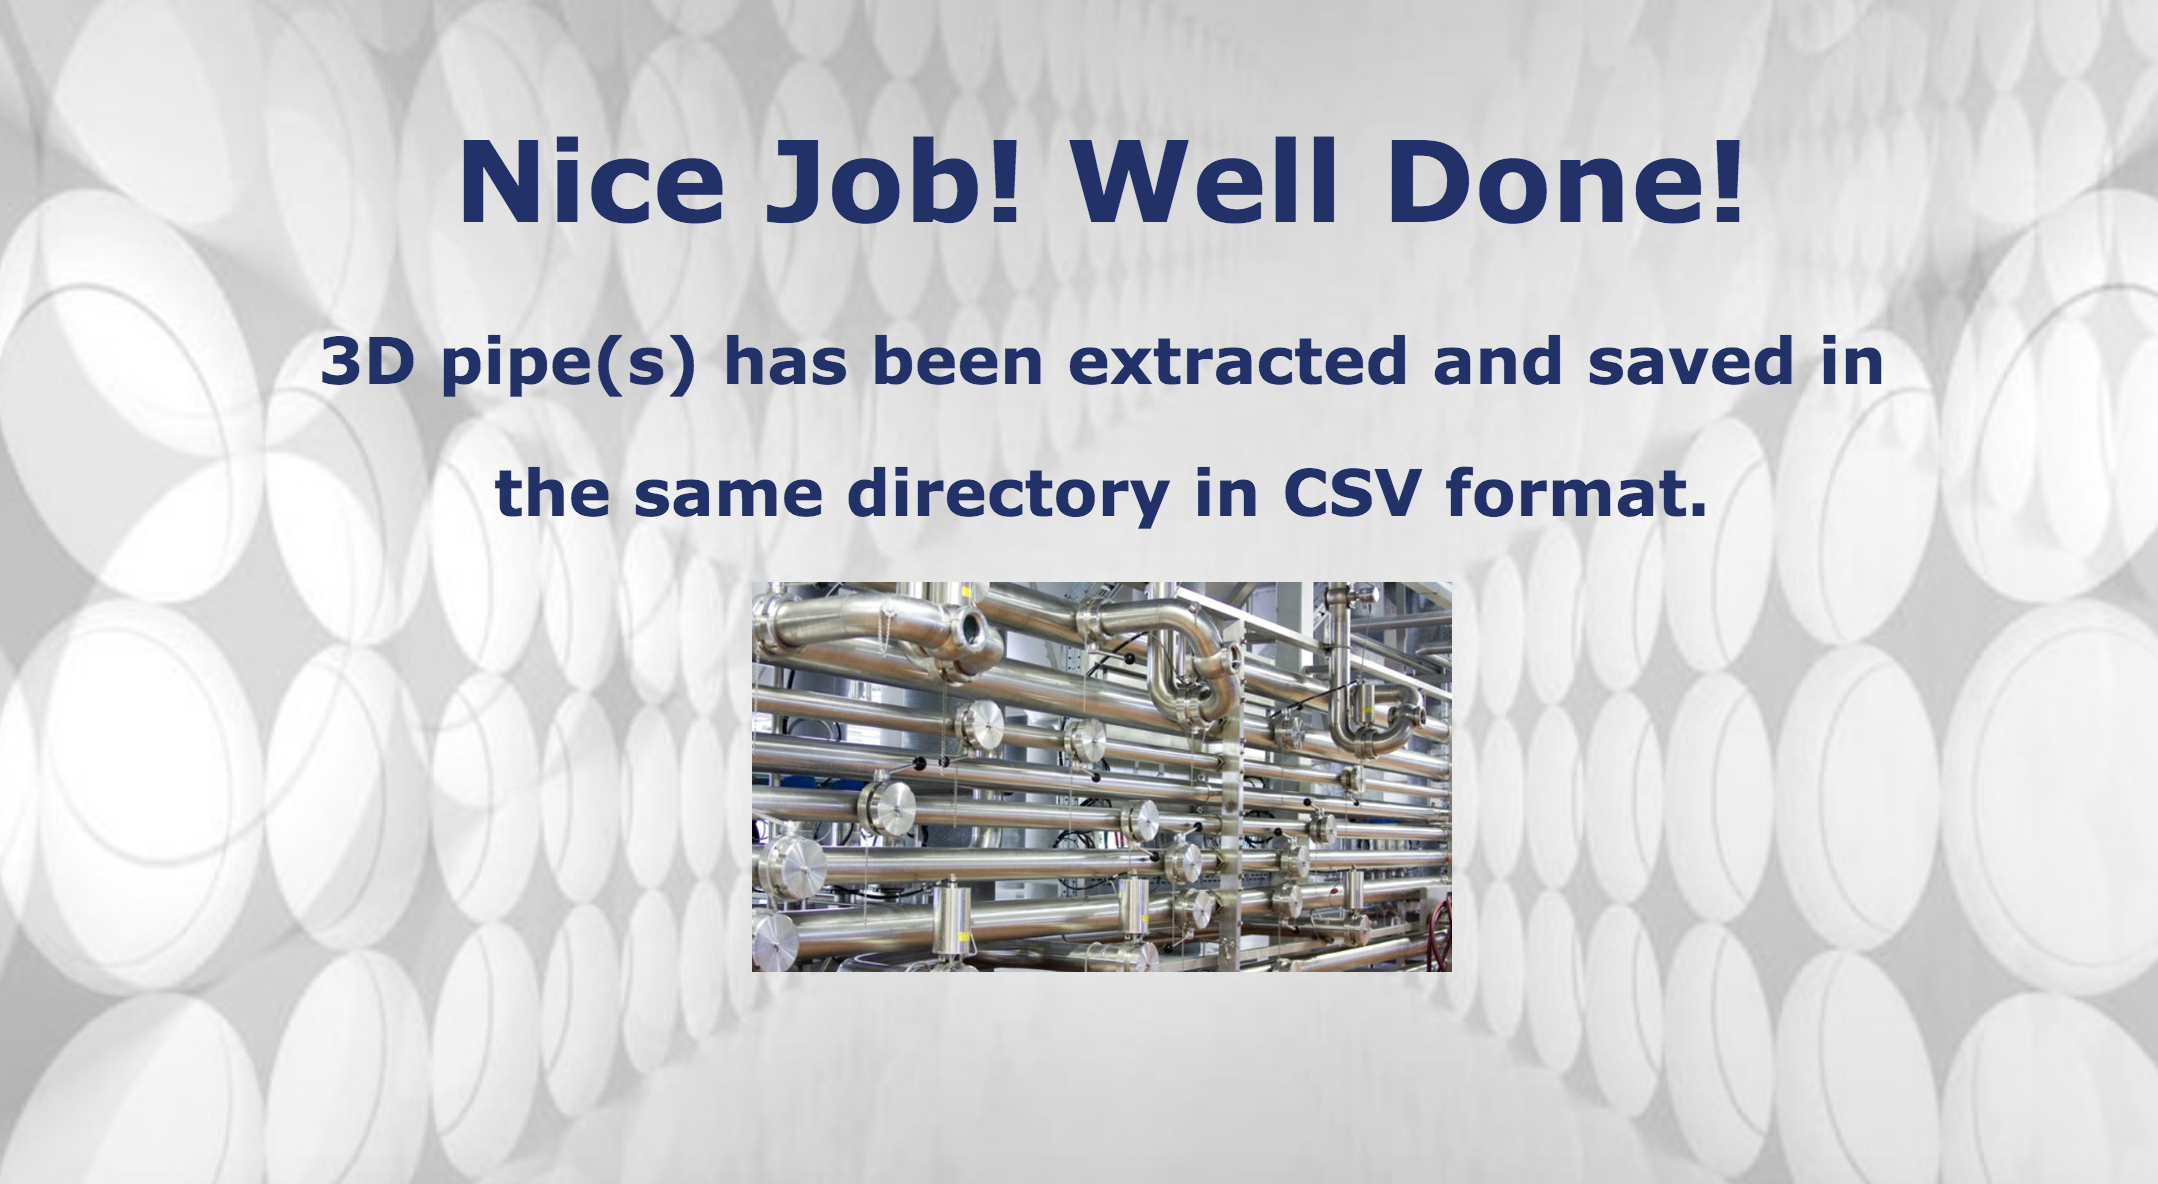 Nice Job! Well Done!
3D pipe(s) has been extracted and saved in
the same directory in CSV format.